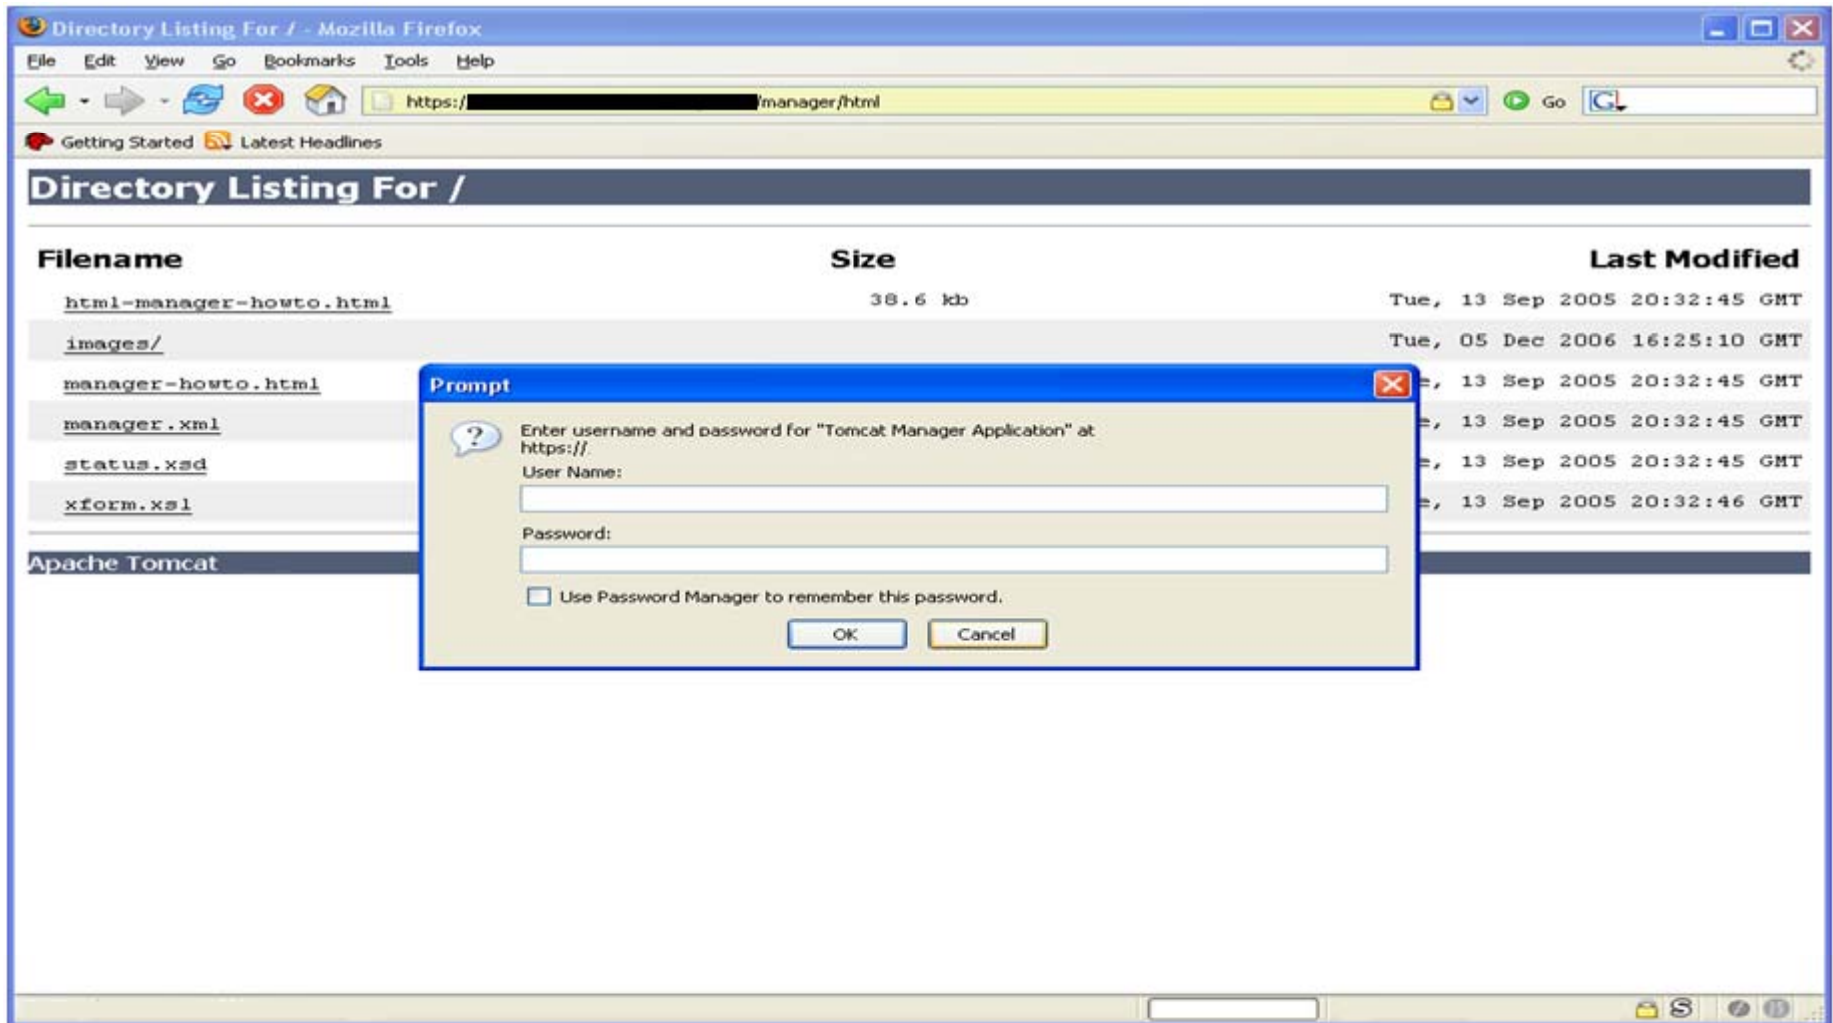 Directory Listing For / - Mozilla Firefox
File Edit View Go Bookmarks Tools Help
https:/ /manager/html Go G
Getting Started Latest Headlines
Directory Listing For /
Filename Size Last Modified
html-manager-howto.html 38.6 kb Tue, 13 Sep 2005 20:32:45 GMT
images/ Tue, 05 Dec 2006 16:25:10 GMT
manager-howto.html e, 13 Sep 2005 20:32:45 GMT
manager.xml e, 13 Sep 2005 20:32:45 GMT
status.xsd e, 13 Sep 2005 20:32:45 GMT
xform.xsl e, 13 Sep 2005 20:32:46 GMT
Apache Tomcat
Prompt
Enter username and password for "Tomcat Manager Application" at
https://
User Name:
Password:
Use Password Manager to remember this password.
OK Cancel